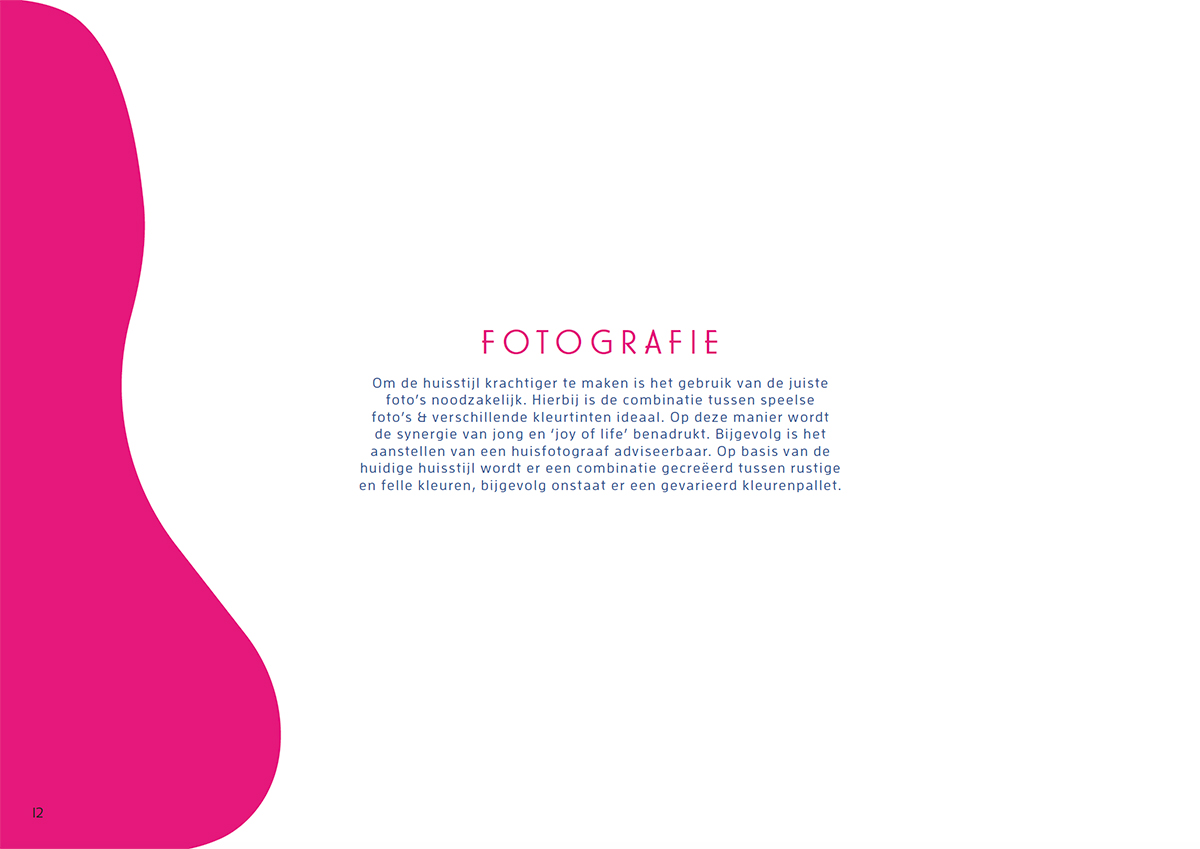 FOTOGRAFIE
Om de huisstijl krachtiger te maken is het gebruik van de juiste
foto’s noodzakelijk. Hierbij is de combinatie tussen speelse
foto’s & verschillende kleurtinten ideaal. Op deze manier wordt
de synergie van jong en ‘joy of life’ benadrukt. Bijgevolg is het
aanstellen van een huisfotograaf adviseerbaar. Op basis van de
huidige huisstijl wordt er een combinatie gecreëerd tussen rustige
en felle kleuren, bijgevolg onstaat er een gevarieerd kleurenpallet.
12